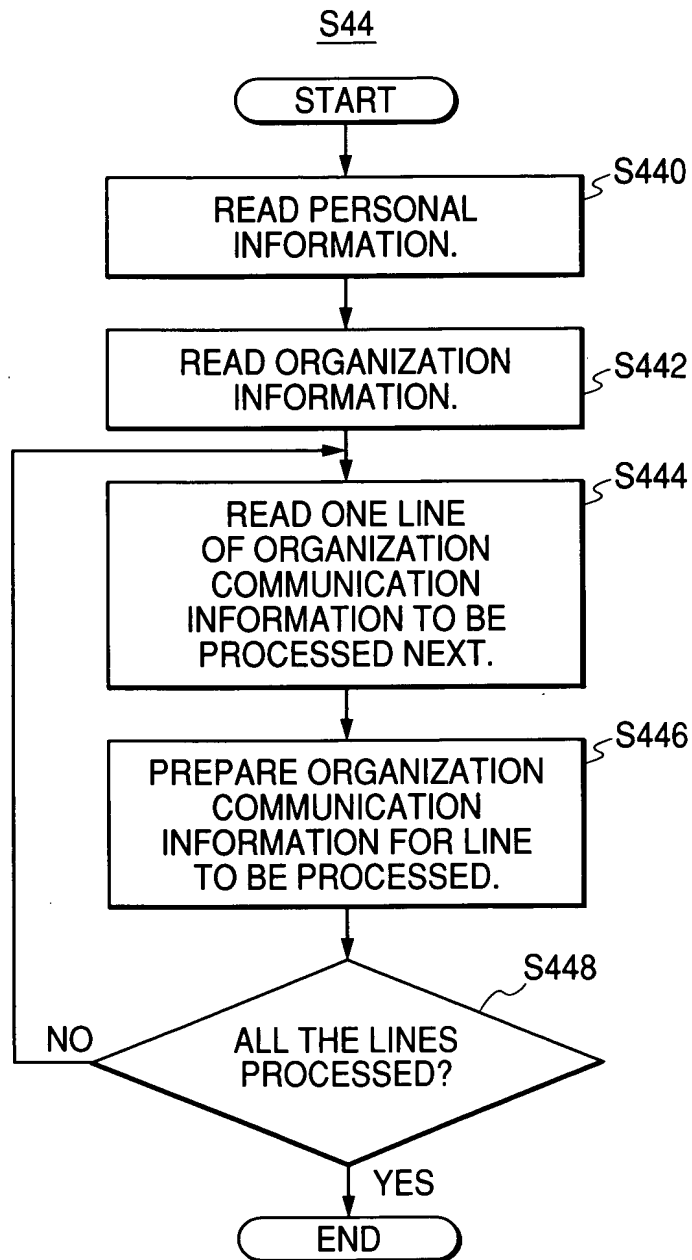 S44
START
S440
READ PERSONAL
INFORMATION.
S442
READ ORGANIZATION
INFORMATION.
S444
READ ONE LINE
OF ORGANIZATION
COMMUNICATION
INFORMATION TO BE
PROCESSED NEXT.
S446
PREPARE ORGANIZATION
COMMUNICATION
INFORMATION FOR LINE
TO BE PROCESSED.
S448
ALL THE LINES
PROCESSED?
NO
YES
END